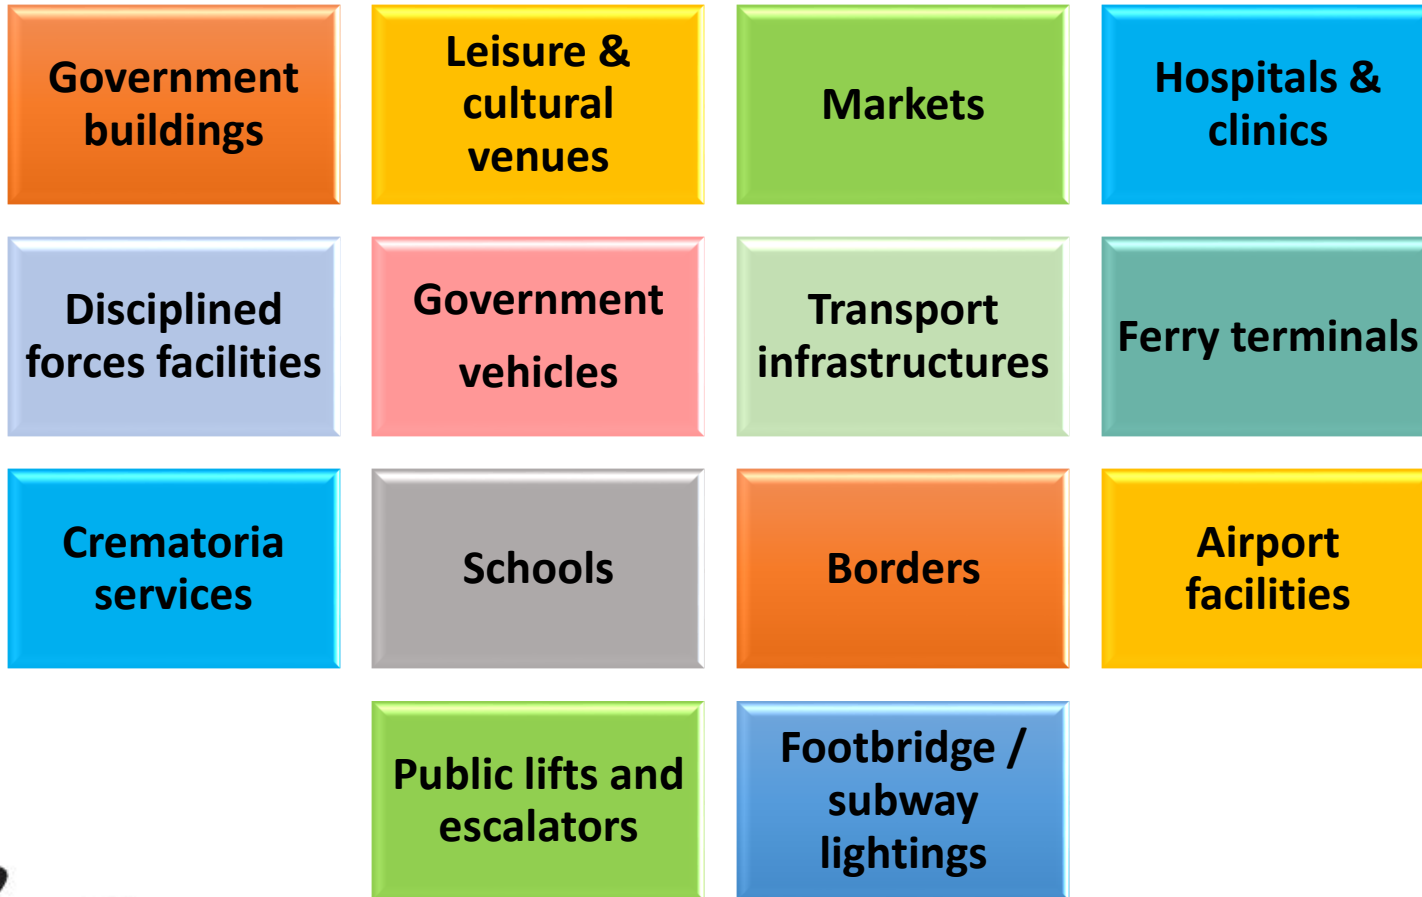 Government
buildings
Leisure &
cultural
venues
Markets
Hospitals &
clinics
Disciplined
forces facilities
Government
vehicles
Transport
infrastructures
Ferry terminals
Crematoria
services
Schools
Borders
Airport
facilities
Public lifts and
escalators
Footbridge /
subway
lightings